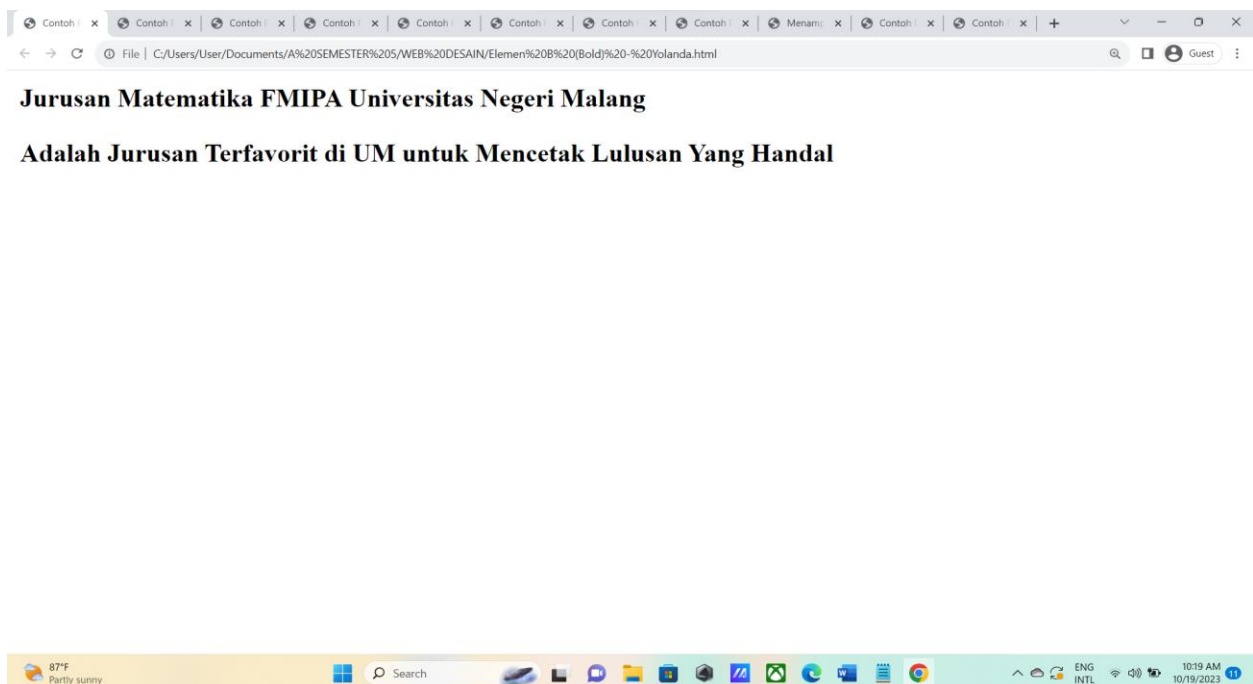 Contoh Contoh Contoh Contoh Contoh Contoh Contoh Contoh Menam Contoh Contoh
File C:/Users/User/Documents/A%20SEMESTER%205/WEB%20DESAIN/Elemen%20B%20(Bold)%20-%20Yolanda.html Guest
Jurusan Matematika FMIPA Universitas Negeri Malang
Adalah Jurusan Terfavorit di UM untuk Mencetak Lulusan Yang Handal
87°F Search ENG 10:19 AM
Partly sunny INTL 10/19/2023 11